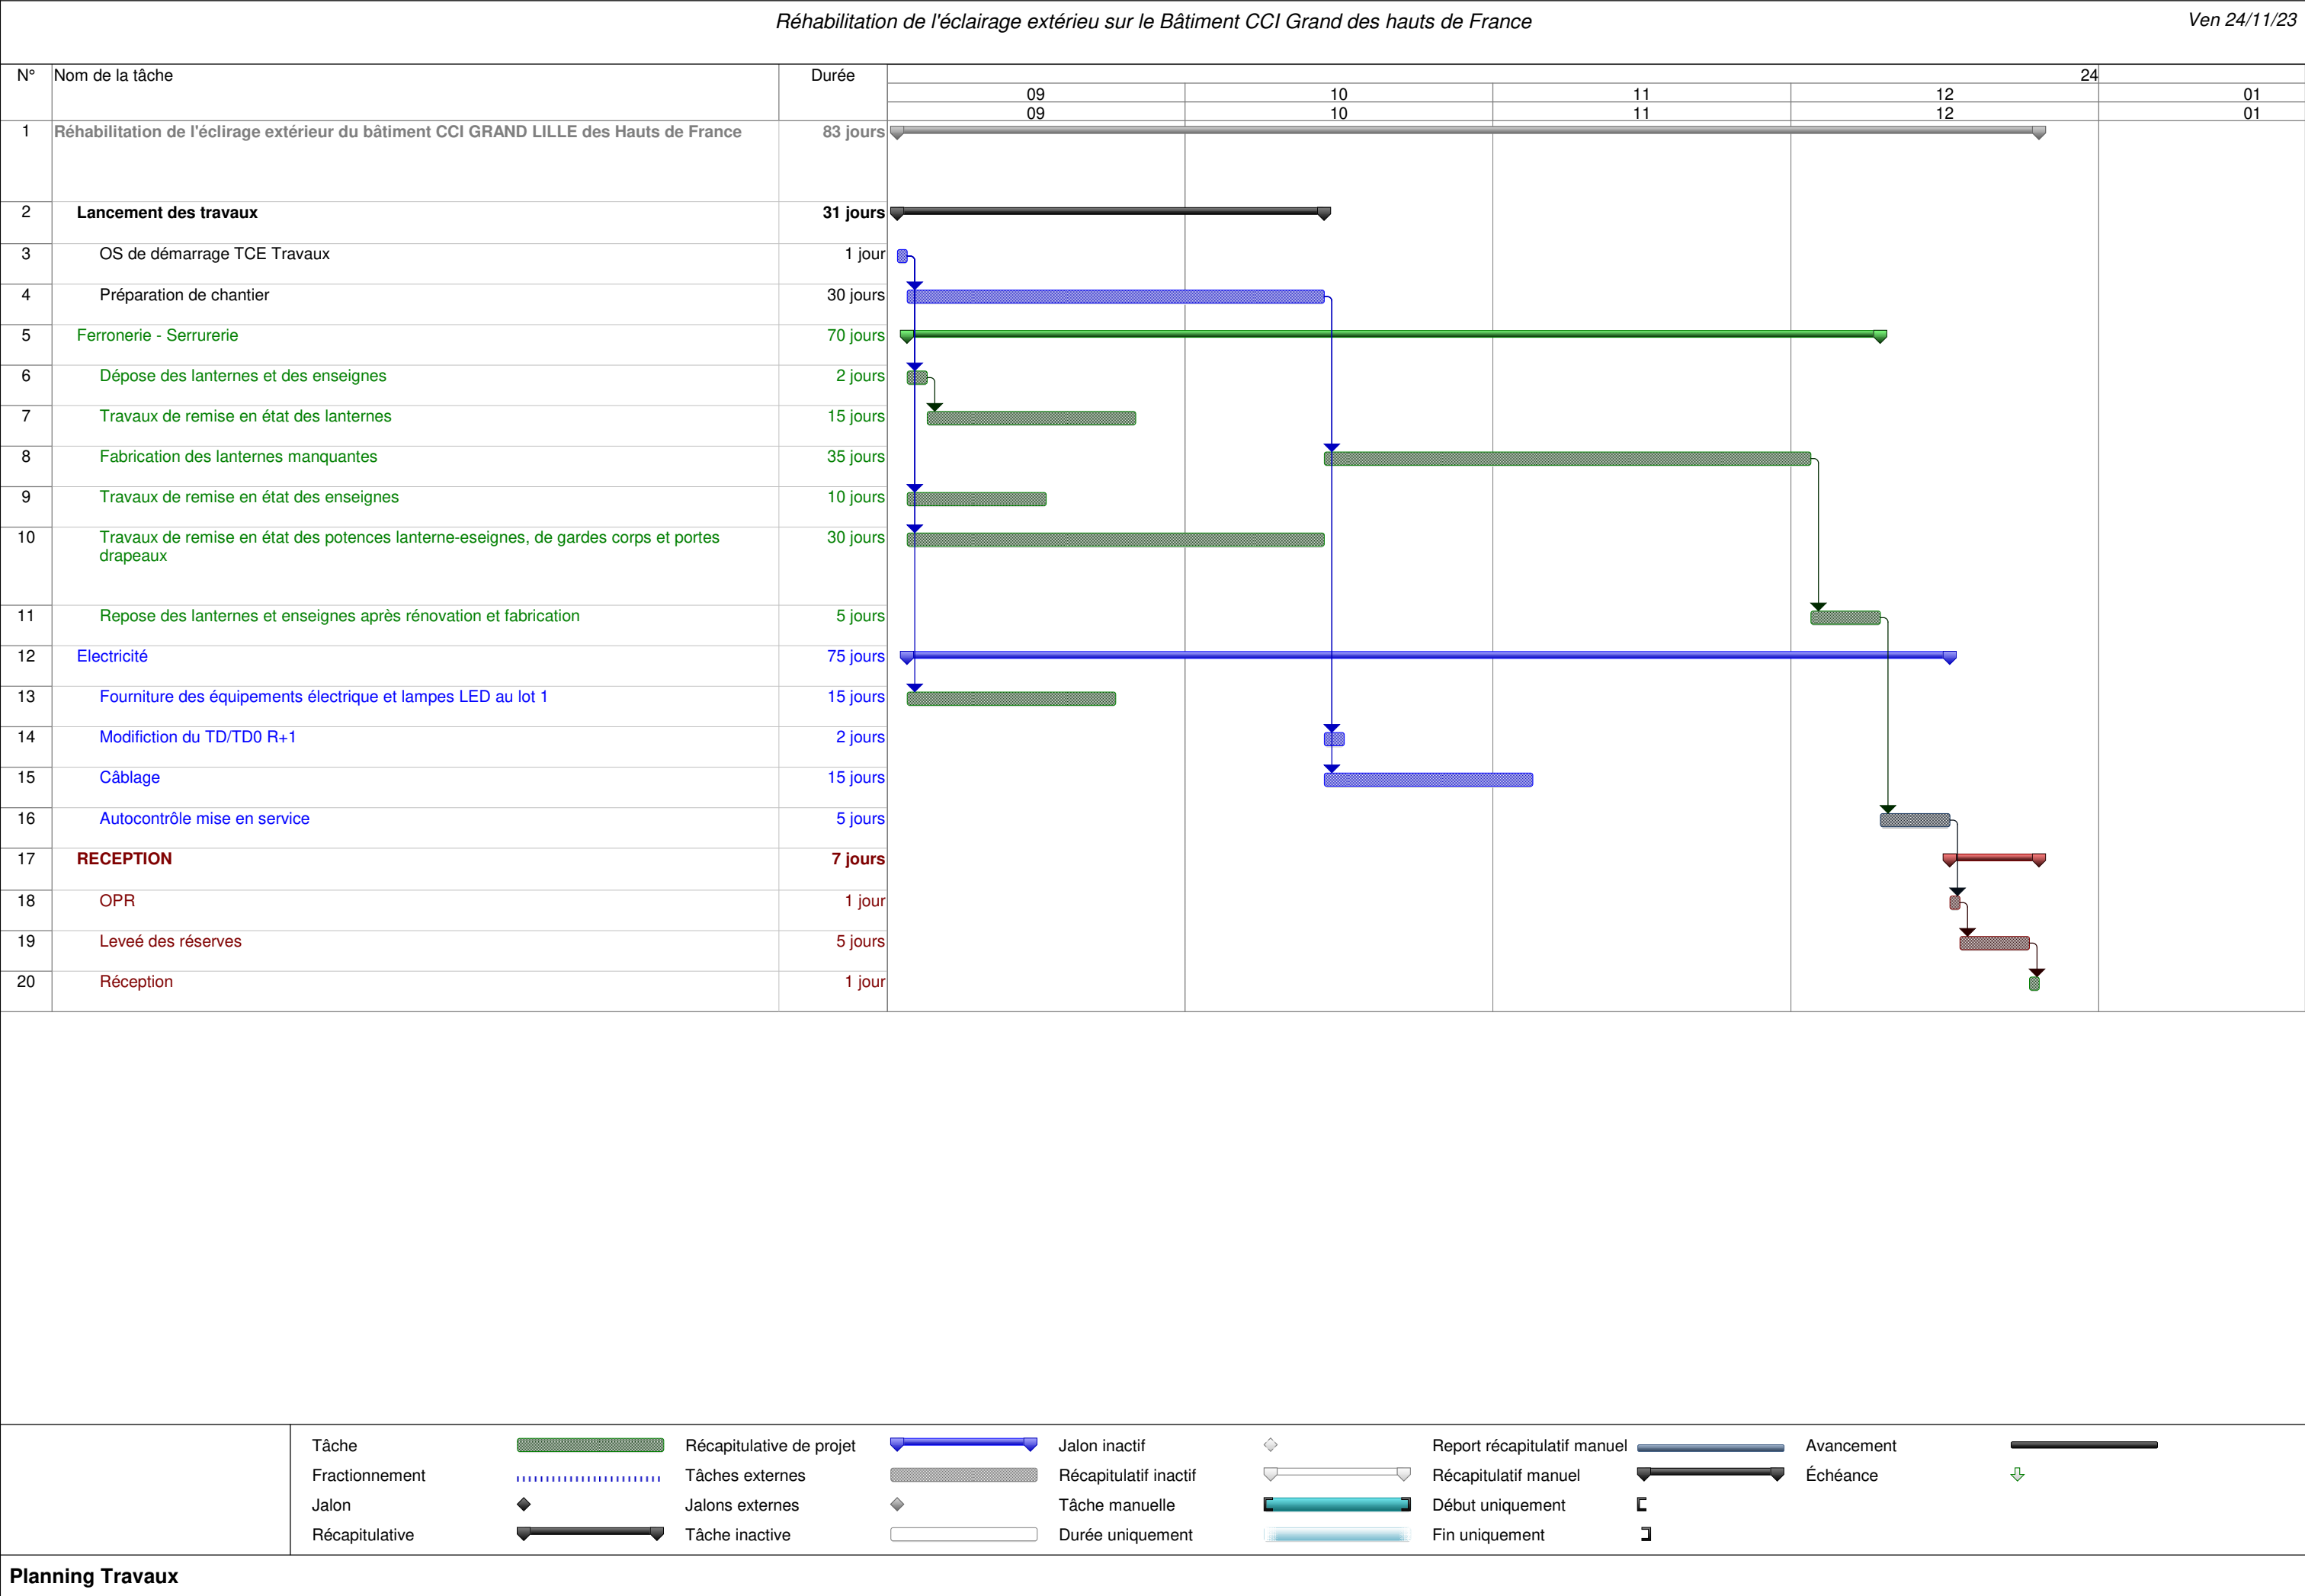 Réhabilitation de l'éclairage extérieu sur le Bâtiment CCI Grand des hauts de France
Ven 24/11/23
N° Nom de la tâche Durée 24
09 10 11 12 01
09 10 11 12 01
1 Réhabilitation de l'éclirage extérieur du bâtiment CCI GRAND LILLE des Hauts de France 83 jours
2 Lancement des travaux 31 jours
3 OS de démarrage TCE Travaux 1 jour
4 Préparation de chantier 30 jours
5 Ferronerie - Serrurerie 70 jours
6 Dépose des lanternes et des enseignes 2 jours
7 Travaux de remise en état des lanternes 15 jours
8 Fabrication des lanternes manquantes 35 jours
9 Travaux de remise en état des enseignes 10 jours
10 Travaux de remise en état des potences lanterne-eseignes, de gardes corps et portes 30 jours
drapeaux
11 Repose des lanternes et enseignes après rénovation et fabrication 5 jours
12 Electricité 75 jours
13 Fourniture des équipements électrique et lampes LED au lot 1 15 jours
14 Modifiction du TD/TD0 R+1 2 jours
15 Câblage 15 jours
16 Autocontrôle mise en service 5 jours
17 RECEPTION 7 jours
18 OPR 1 jour
19 Leveé des réserves 5 jours
20 Réception 1 jour
Tâche Récapitulative de projet Jalon inactif Report récapitulatif manuel Avancement
Fractionnement Tâches externes Récapitulatif inactif Récapitulatif manuel Échéance
Jalon Jalons externes Tâche manuelle Début uniquement
Récapitulative Tâche inactive Durée uniquement Fin uniquement
Planning Travaux